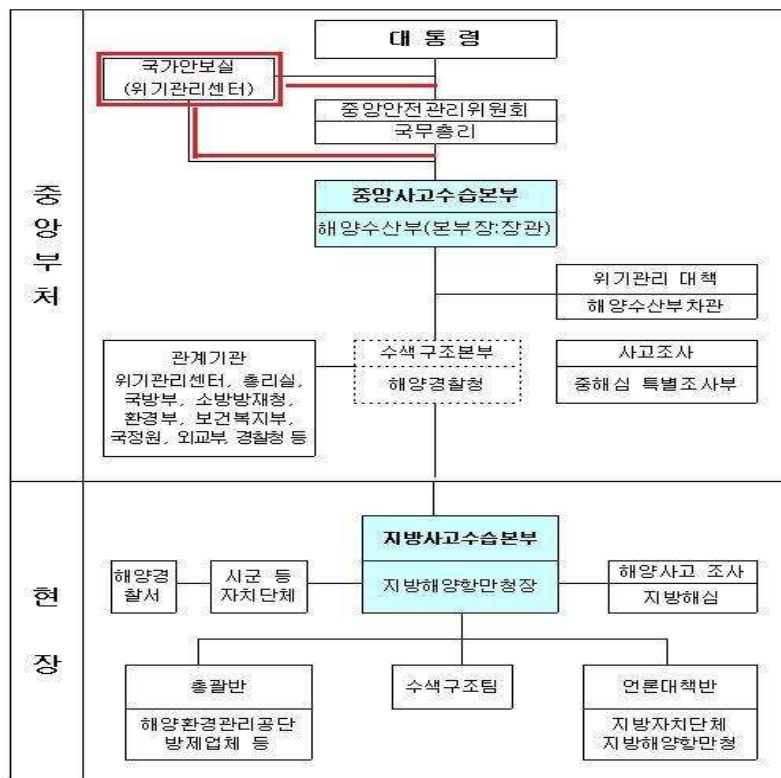 대통령
국가안보실
(위기관리센터)
중앙안전관리위원회
국무총리
중앙부처
중앙사고수습본부
해양수산부(본부장:장관)
위기관리 대책
해양수산부차관
관계기관
위기관리센터, 총리실,
국방부, 소방방재청,
환경부, 보건복지부,
국정원, 외교부, 경찰청 등
수색구조본부
해양경찰청
사고조사
중해심 특별조사부
현장
지방사고수습본부
지방해양항만청장
해양경
찰서
시군 등
자치단체
해양사고 조사
지방해심
총괄반
해양환경관리공단
방제업체 등
수색구조팀
언론대책반
지방자치단체
지방해양항만청